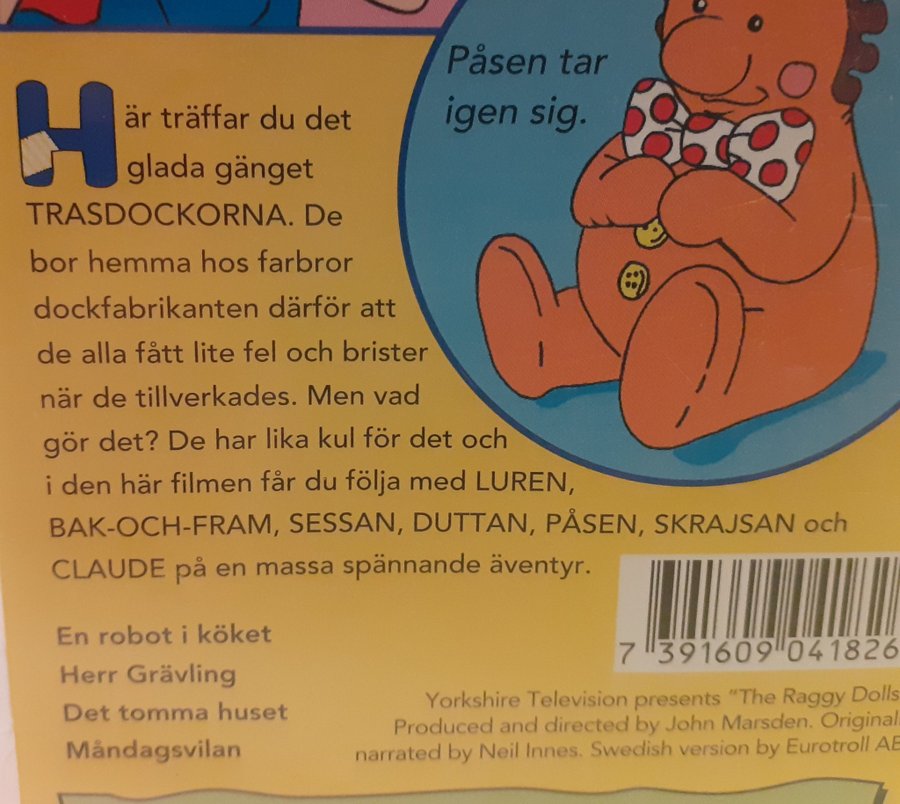 Påsen tar
igen sig.
Här träffar du det
glada gänget
TRASDOCKORNA. De
bor hemma hos farbror
dockfabrikanten därför att
de alla fått lite fel och brister
när de tillverkades. Men vad
gör det? De har lika kul för det och
i den här filmen får du följa med LUREN,
BAK-OCH-FRAM, SESSAN, DUTTAN, PÅSEN, SKRAJSAN och
CLAUDE på en massa spännande äventyr.
En robot i köket
Herr Grävling
Det tomma huset
Måndagsvilan
7 391609 041826
Yorkshire Television presents "The Raggy Dolls
Produced and directed by John Marsden. Original
narrated by Neil Innes. Swedish version by Eurotroll AB